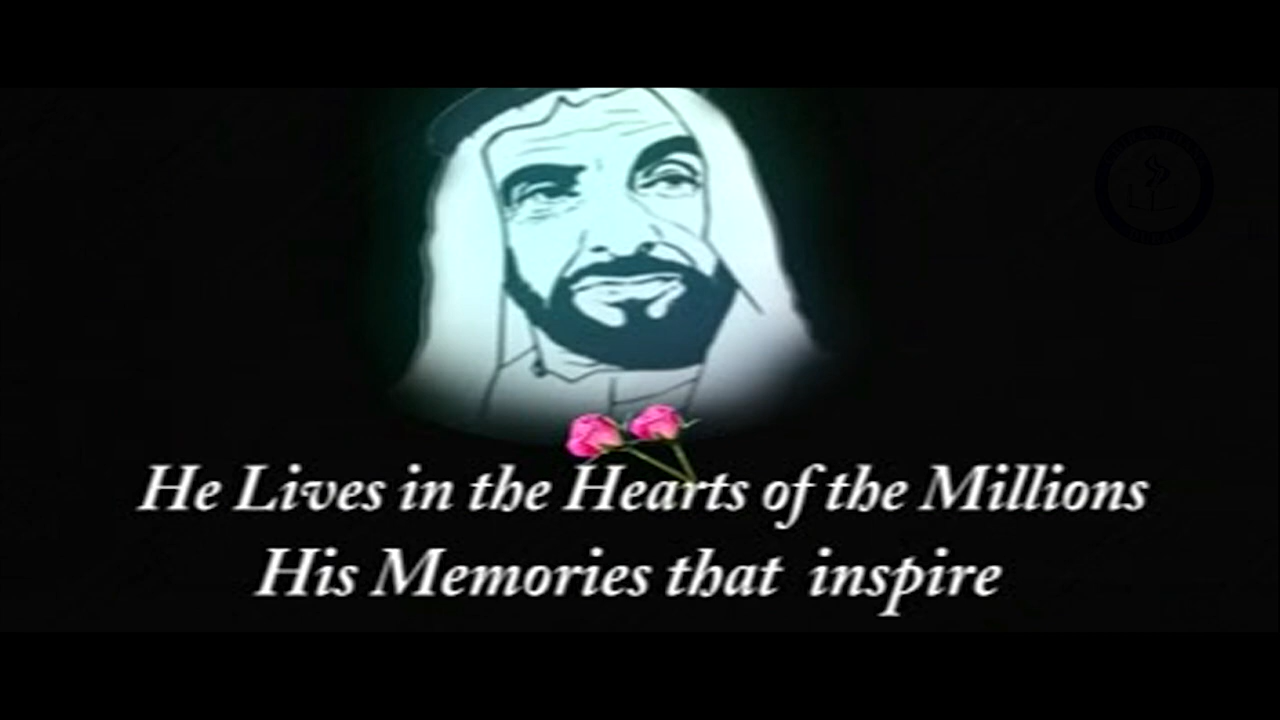 He Lives in the Hearts of the Millions
His Memories that inspire